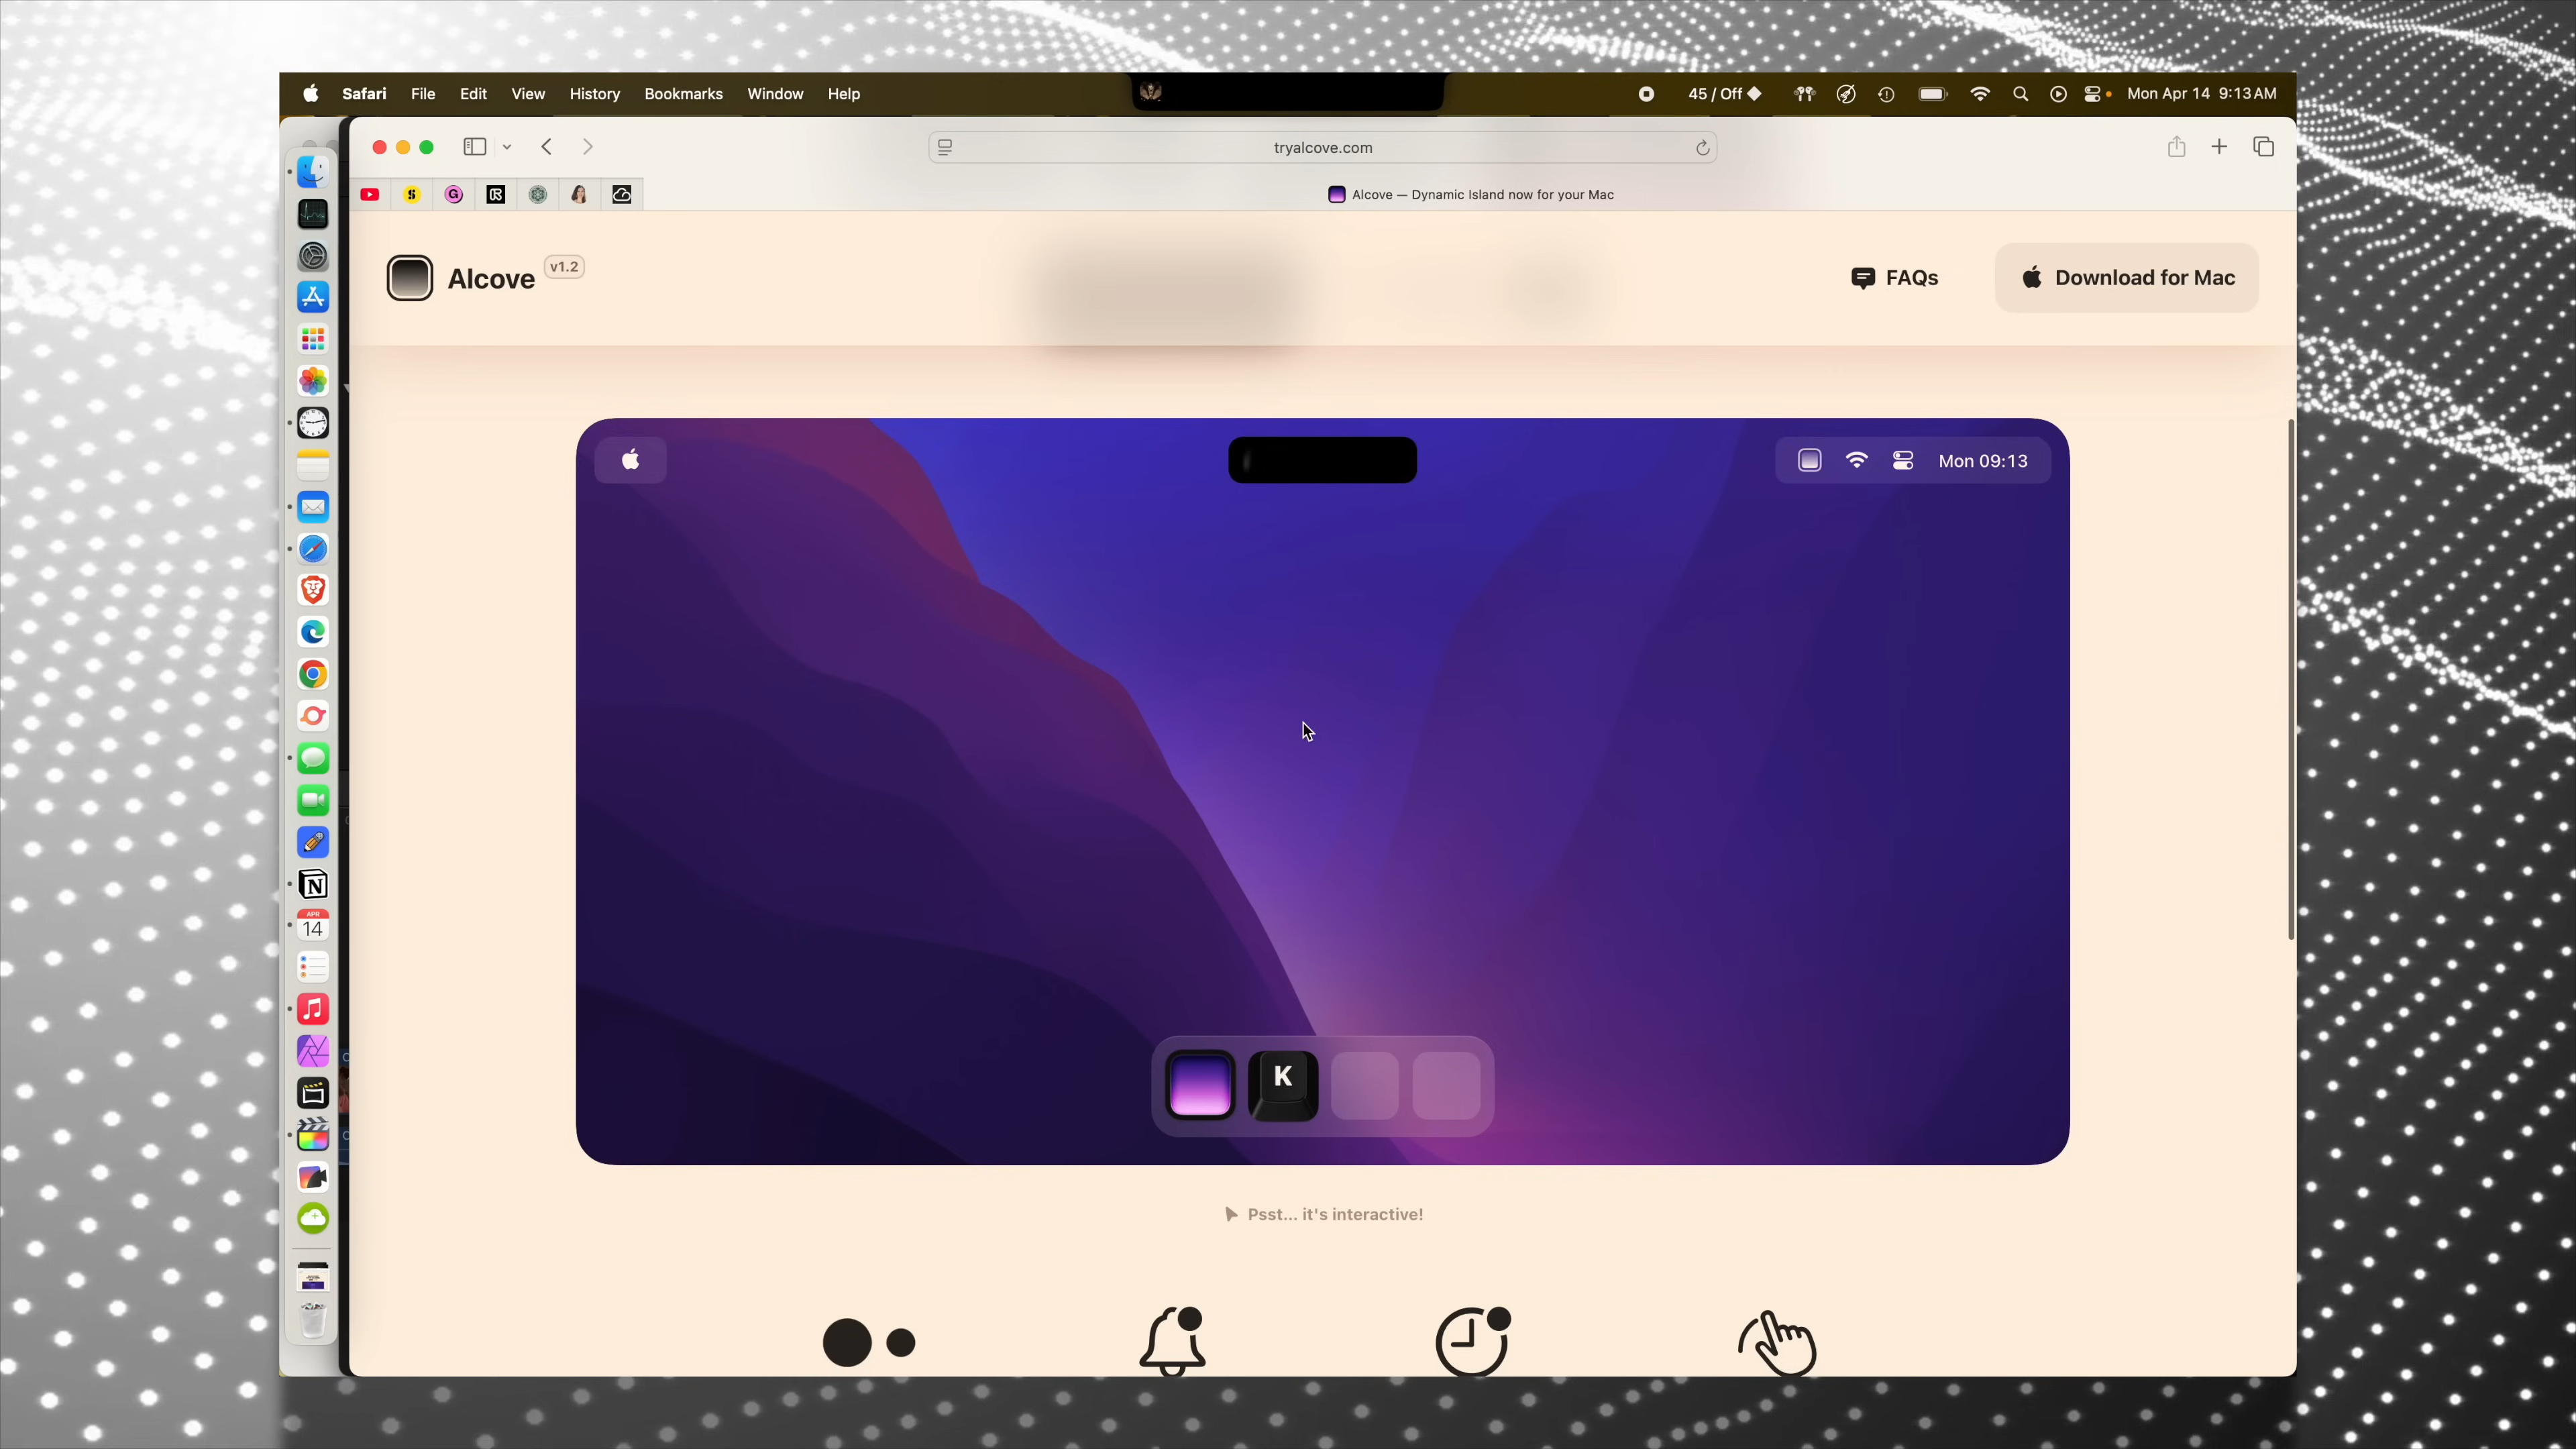 Safari File Edit View History Bookmarks Window Help
45 / Off
Mon Apr 14 9:13 AM
tryalcove.com
Alcove — Dynamic Island now for your Mac
Alcove v1.2
FAQs
Download for Mac
Mon 09:13
K
Psst... it's interactive!
APR
14